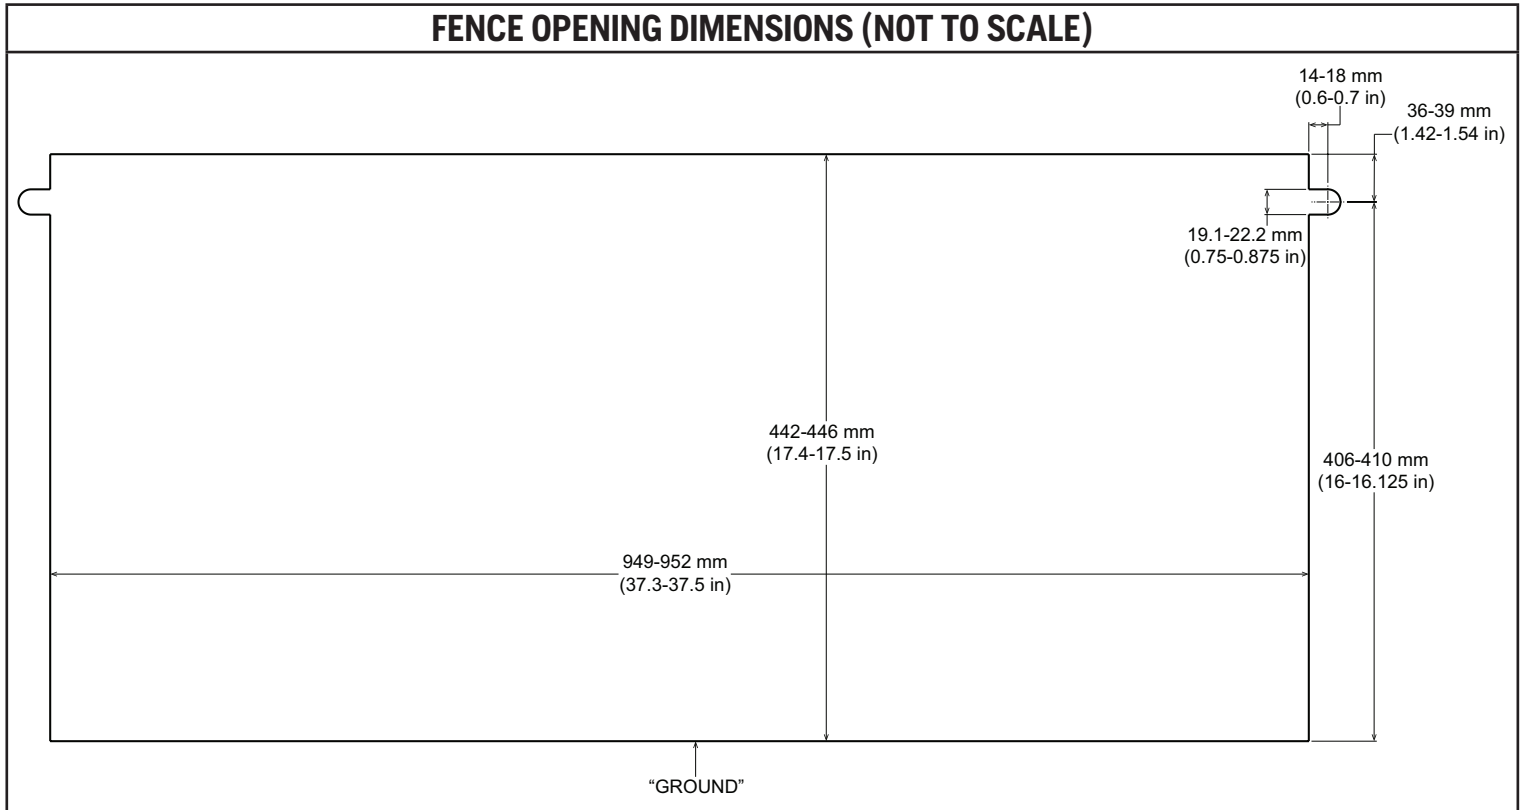 FENCE OPENING DIMENSIONS (NOT TO SCALE)
14-18 mm
(0.6-0.7 in)
36-39 mm
(1.42-1.54 in)
19.1-22.2 mm
(0.75-0.875 in)
442-446 mm
(17.4-17.5 in)
406-410 mm
(16-16.125 in)
949-952 mm
(37.3-37.5 in)
“GROUND”